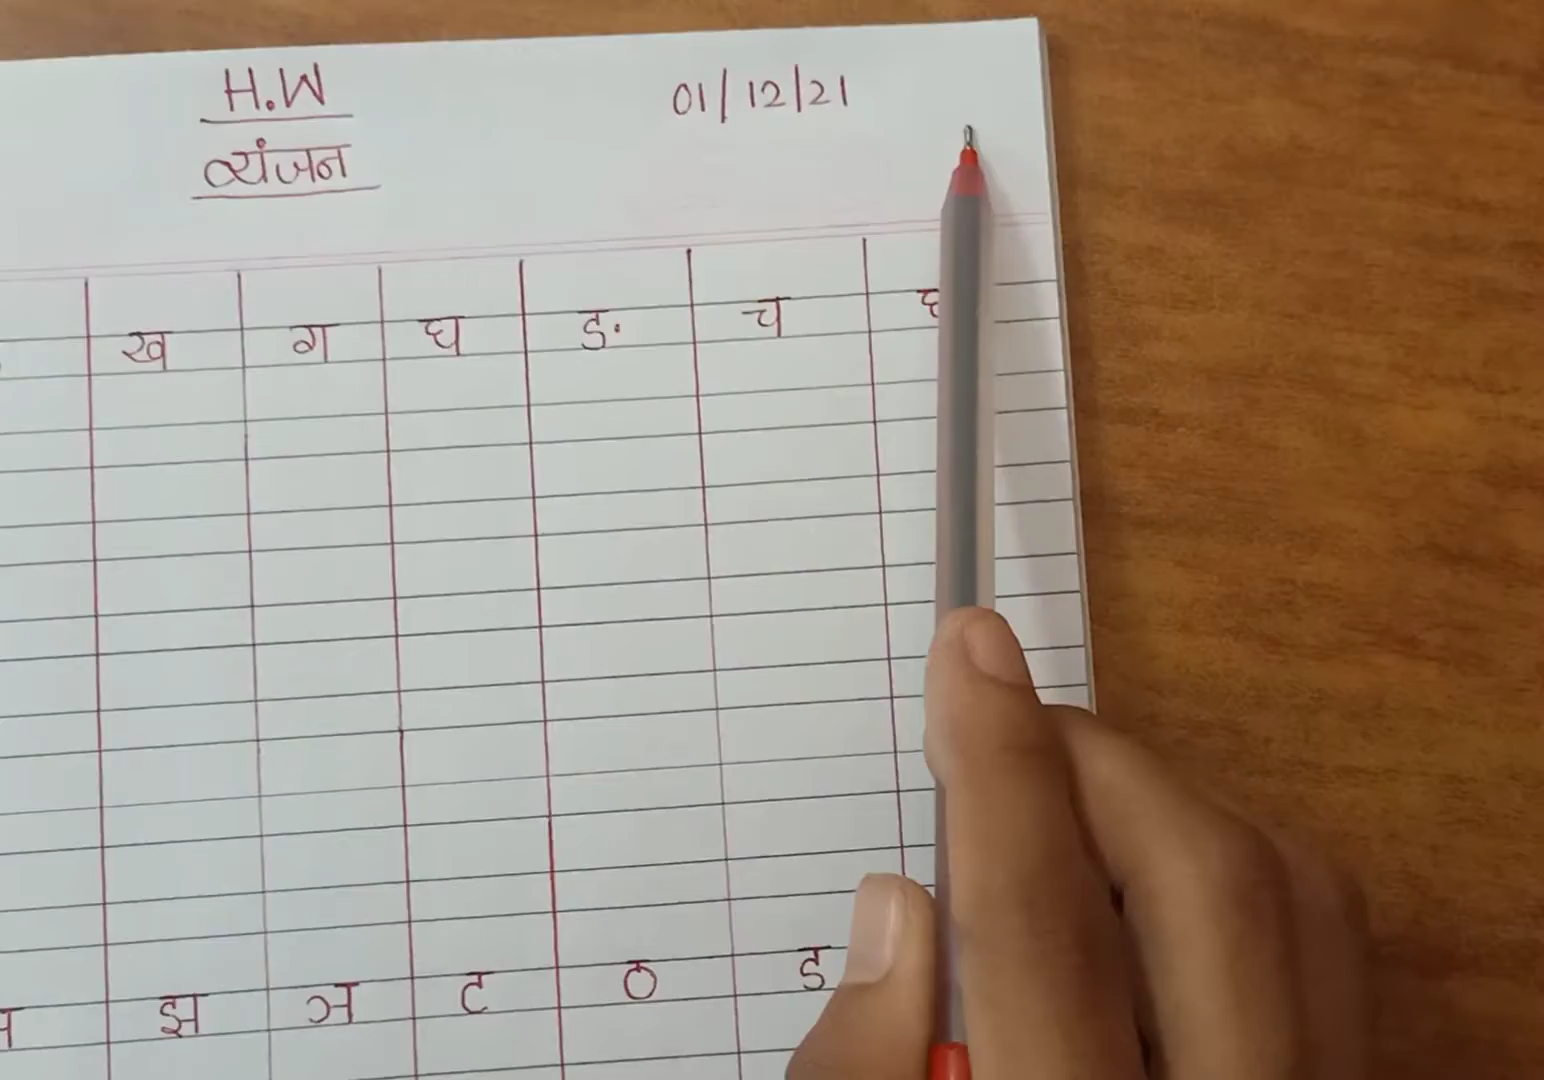 H.W 01/12/21
व्यंजन
ख ग घ ङ च
झ ञ ट ठ ड